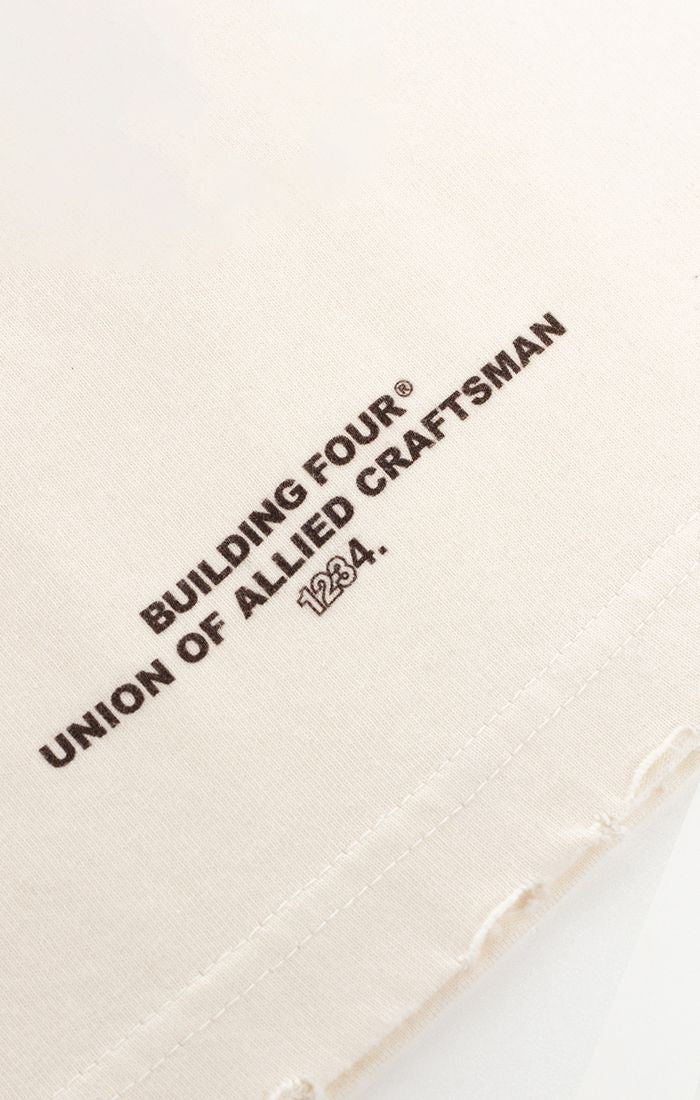 BUILDING FOUR®
UNION OF ALLIED CRAFTSMAN
1234.